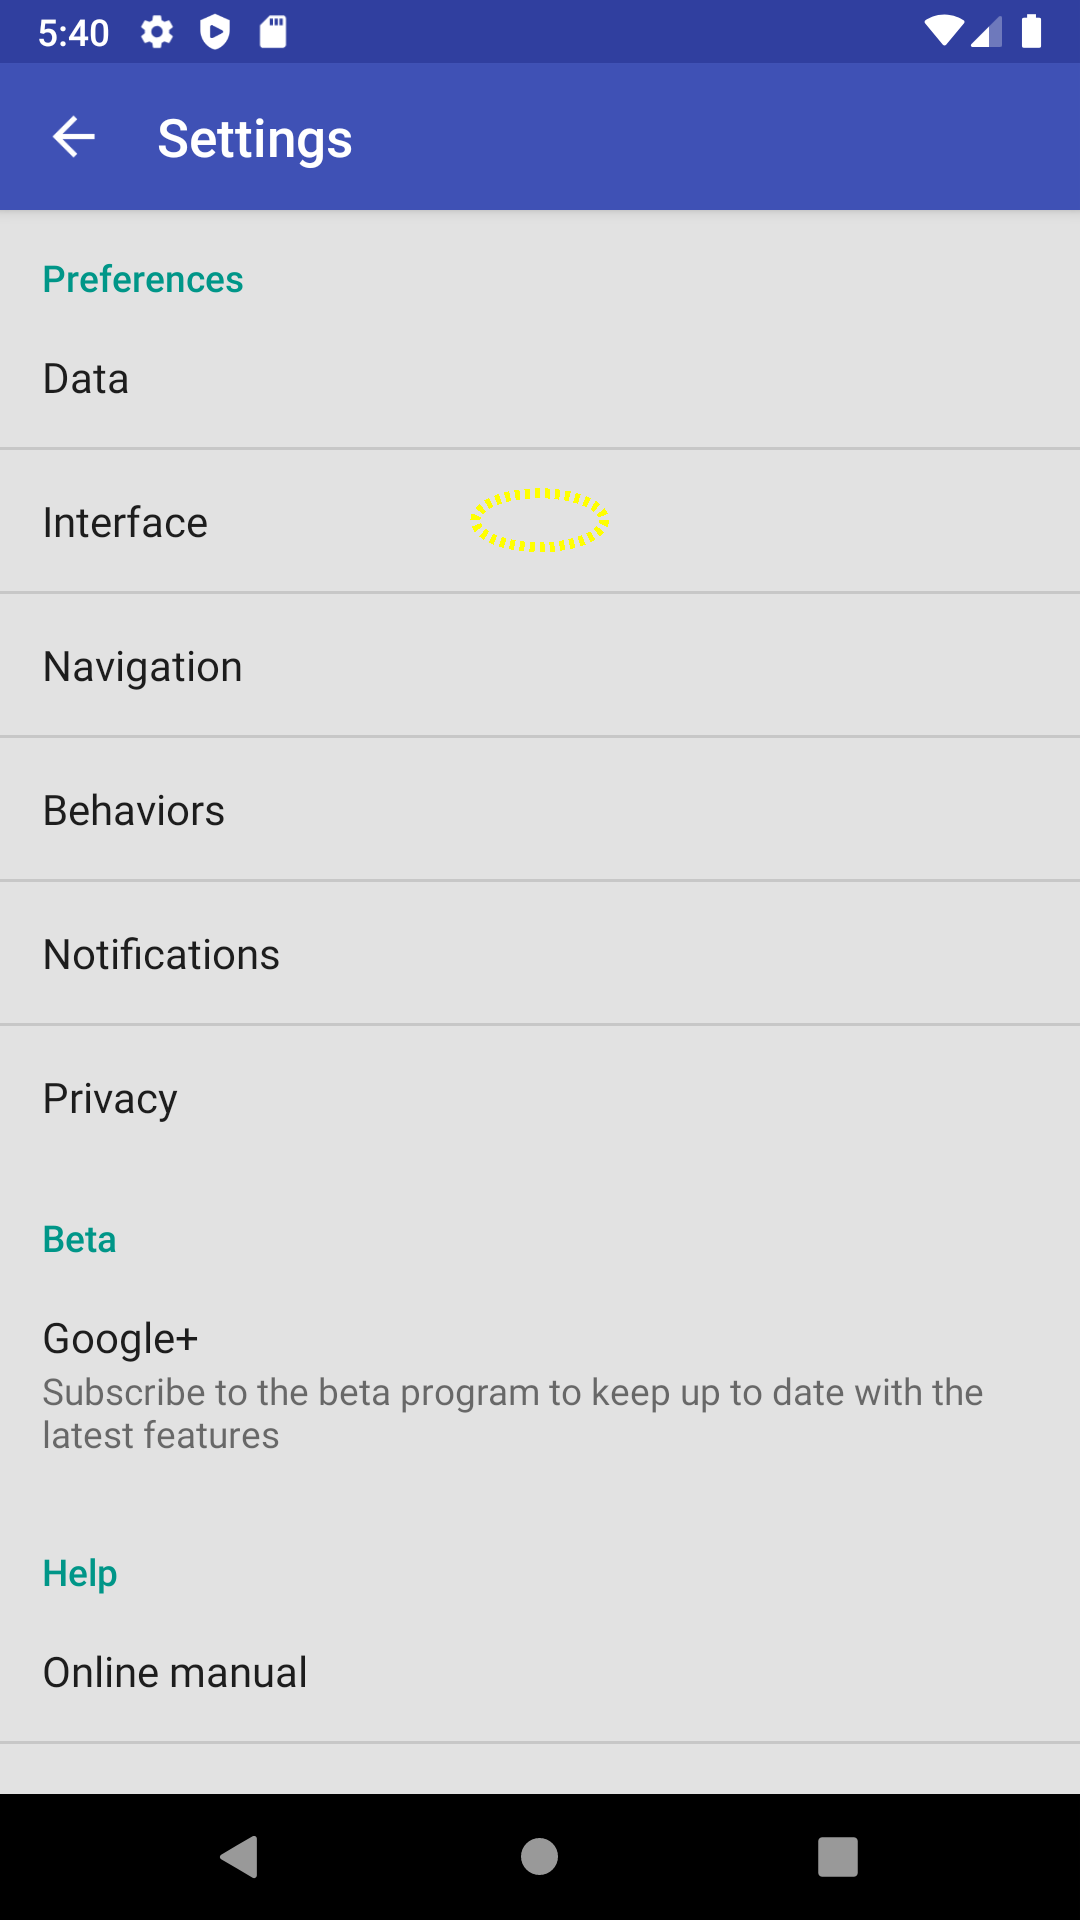 5:40
Settings
Preferences
Data
Interface
Navigation
Behaviors
Notifications
Privacy
Beta
Google+
Subscribe to the beta program to keep up to date with the
latest features
Help
Online manual